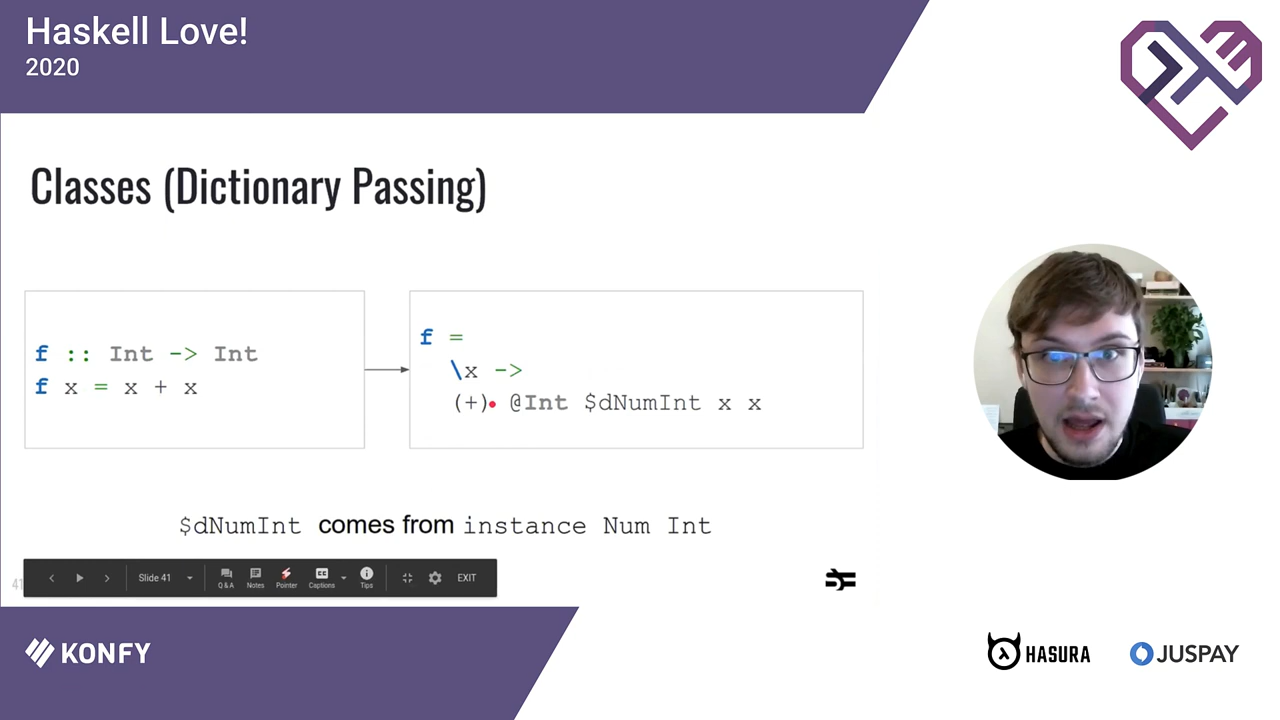 Haskell Love!
2020
Classes (Dictionary Passing)
f :: Int -> Int
f x = x + x
f =
\x ->
(+) @Int $dNumInt x x
$dNumInt comes from instance Num Int
41
Slide 41
Q&A Notes Pointer Captions Tips
EXIT
KONFY
HASURA
JUSPAY